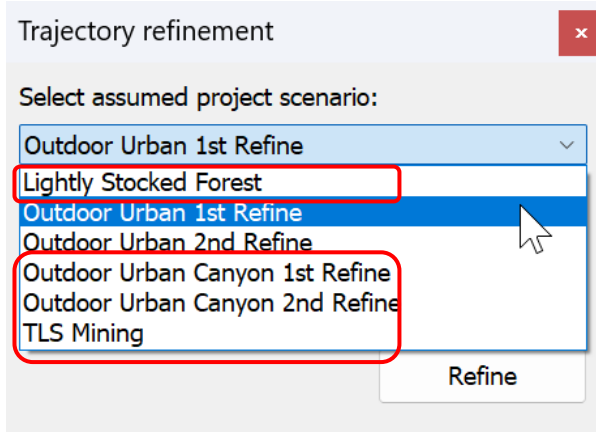 Trajectory refinement
Select assumed project scenario:
Outdoor Urban 1st Refine
Lightly Stocked Forest
Outdoor Urban 1st Refine
Outdoor Urban 2nd Refine
Outdoor Urban Canyon 1st Refine
Outdoor Urban Canyon 2nd Refine
TLS Mining
Refine